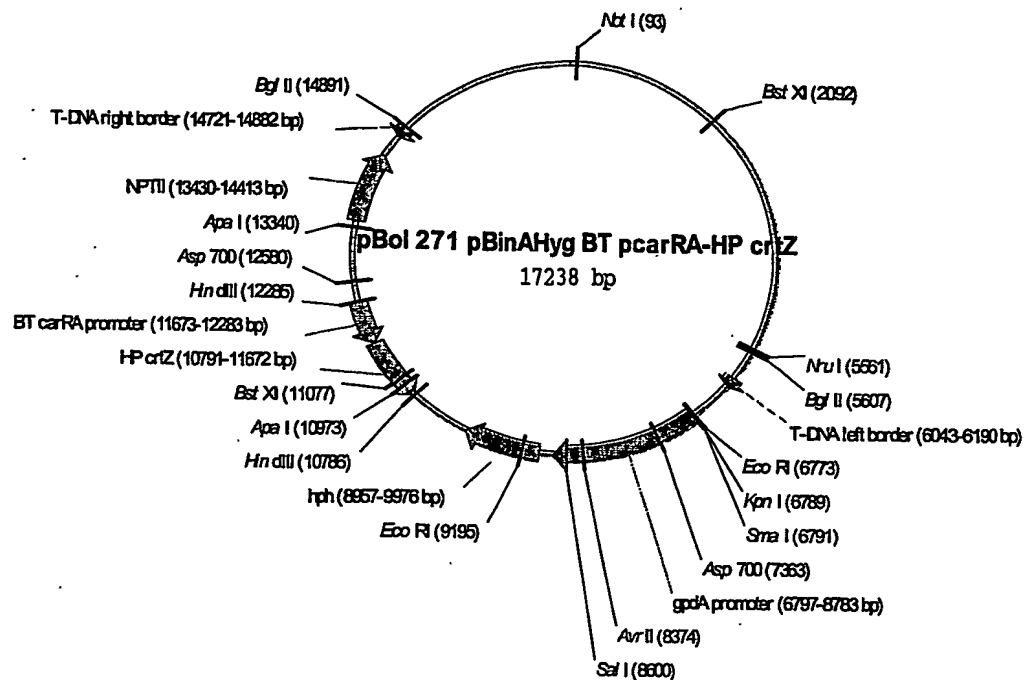 Not I (93)
Bst XI (2092)
Bgl II (14891)
T-DNA right border (14721-14882 bp)
NPTII (13430-14413 bp)
Apa I (13340)
pBol 271 pBinAHyg BT pcarRA-HP crtZ
17238 bp
Asp 700 (12580)
Hin dIII (12285)
BT carRA promoter (11673-12283 bp)
HP crtZ (10791-11672 bp)
Bst XI (11077)
Apa I (10973)
Hin dIII (10786)
hph (8957-9976 bp)
Eco RI (9195)
Nru I (5561)
Bgl II (5607)
T-DNA left border (6043-6190 bp)
Eco RI (6773)
Kpn I (6789)
Sma I (6791)
Asp 700 (7363)
gpdA promoter (6797-8783 bp)
Avr II (8374)
Sal I (8600)